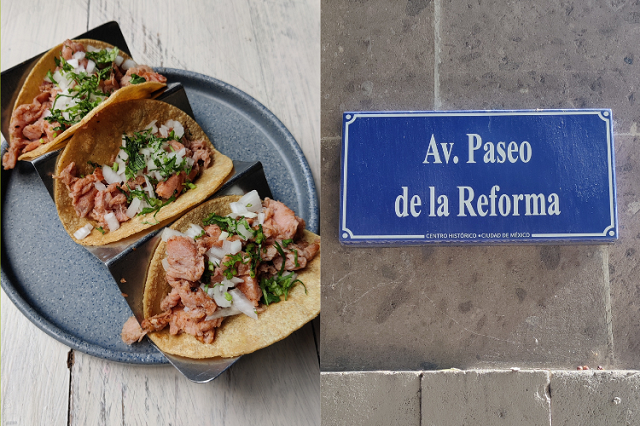 Av. Paseo
de la Reforma
CENTRO HISTÓRICO • CIUDAD DE MÉXICO